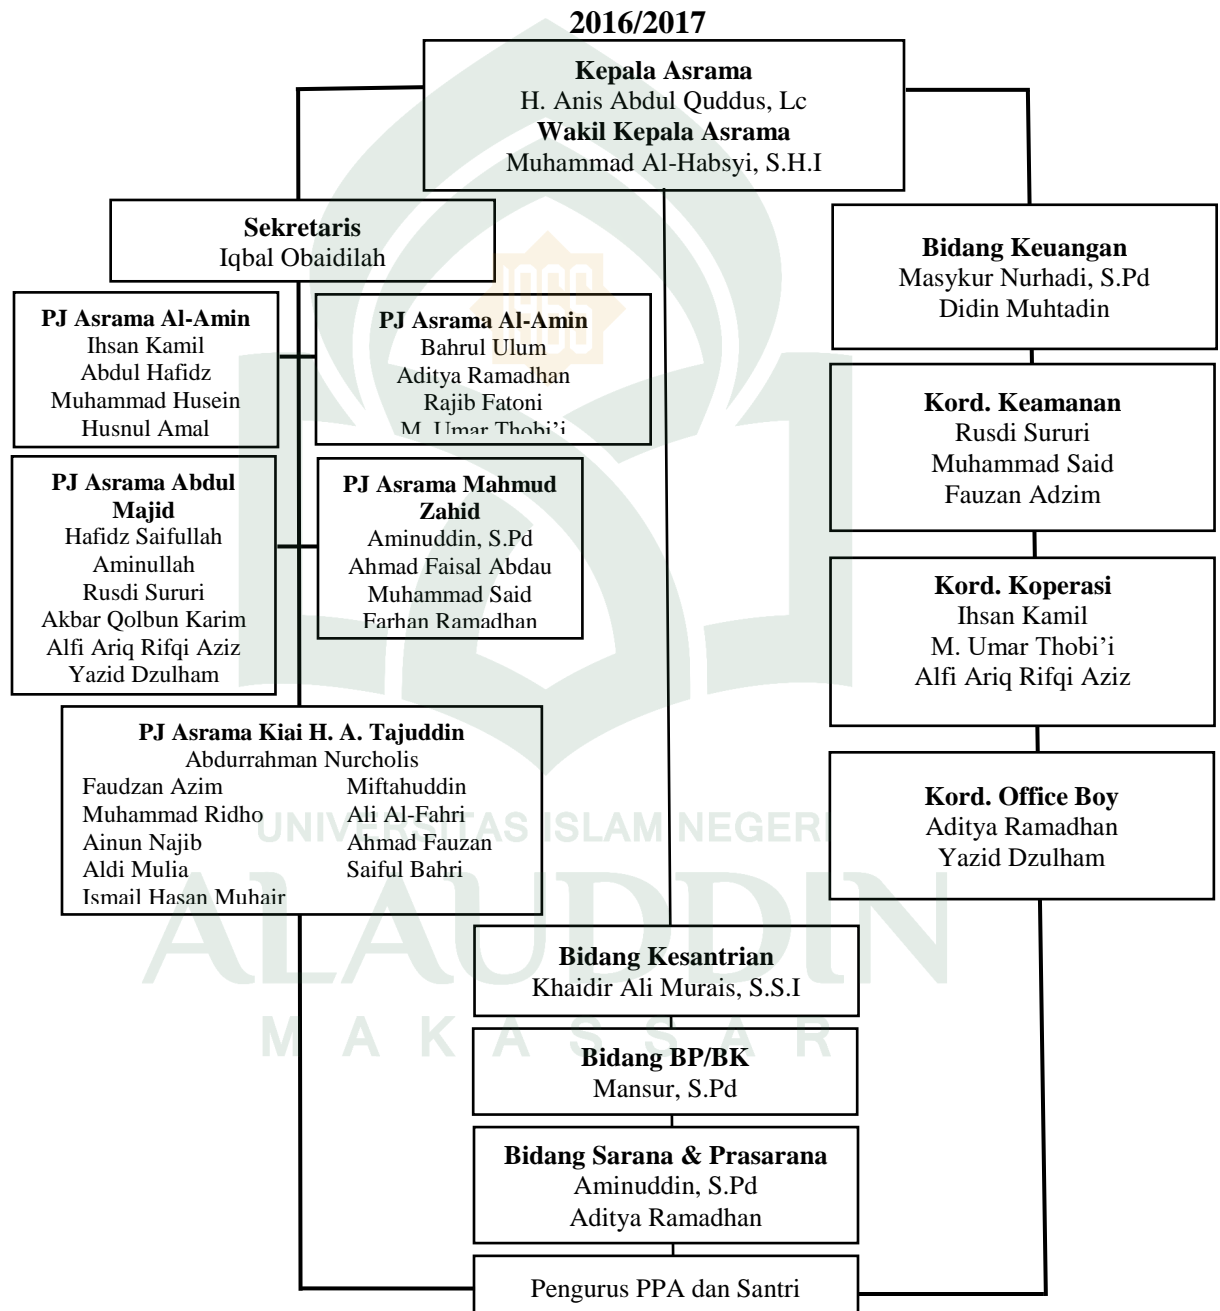 2016/2017
Kepala Asrama
H. Anis Abdul Quddus, Lc
Wakil Kepala Asrama
Muhammad Al-Habsyi, S.H.I
Sekretaris
Iqbal Obaidilah
Bidang Keuangan
Masykur Nurhadi, S.Pd
Didin Muhtadin
PJ Asrama Al-Amin
Ihsan Kamil
Abdul Hafidz
Muhammad Husein
Husnul Amal
PJ Asrama Al-Amin
Bahrul Ulum
Aditya Ramadhan
Rajib Fatoni
M. Umar Thobi’i
Kord. Keamanan
Rusdi Sururi
Muhammad Said
Fauzan Adzim
PJ Asrama Abdul
Majid
Hafidz Saifullah
Aminullah
Rusdi Sururi
Akbar Qolbun Karim
Alfi Ariq Rifqi Aziz
Yazid Dzulham
PJ Asrama Mahmud
Zahid
Aminuddin, S.Pd
Ahmad Faisal Abdau
Muhammad Said
Farhan Ramadhan
Kord. Koperasi
Ihsan Kamil
M. Umar Thobi’i
Alfi Ariq Rifqi Aziz
PJ Asrama Kiai H. A. Tajuddin
Abdurrahman Nurcholis
Faudzan Azim
Muhammad Ridho
Ainun Najib
Aldi Mulia
Ismail Hasan Muhair
Miftahuddin
Ali Al-Fahri
Ahmad Fauzan
Saiful Bahri
Kord. Office Boy
Aditya Ramadhan
Yazid Dzulham
Bidang Kesantrian
Khaidir Ali Murais, S.S.I
Bidang BP/BK
Mansur, S.Pd
Bidang Sarana & Prasarana
Aminuddin, S.Pd
Aditya Ramadhan
Pengurus PPA dan Santri
1965
UNIVERSITAS ISLAM NEGERI
ALAUDDIN
MAKASSAR